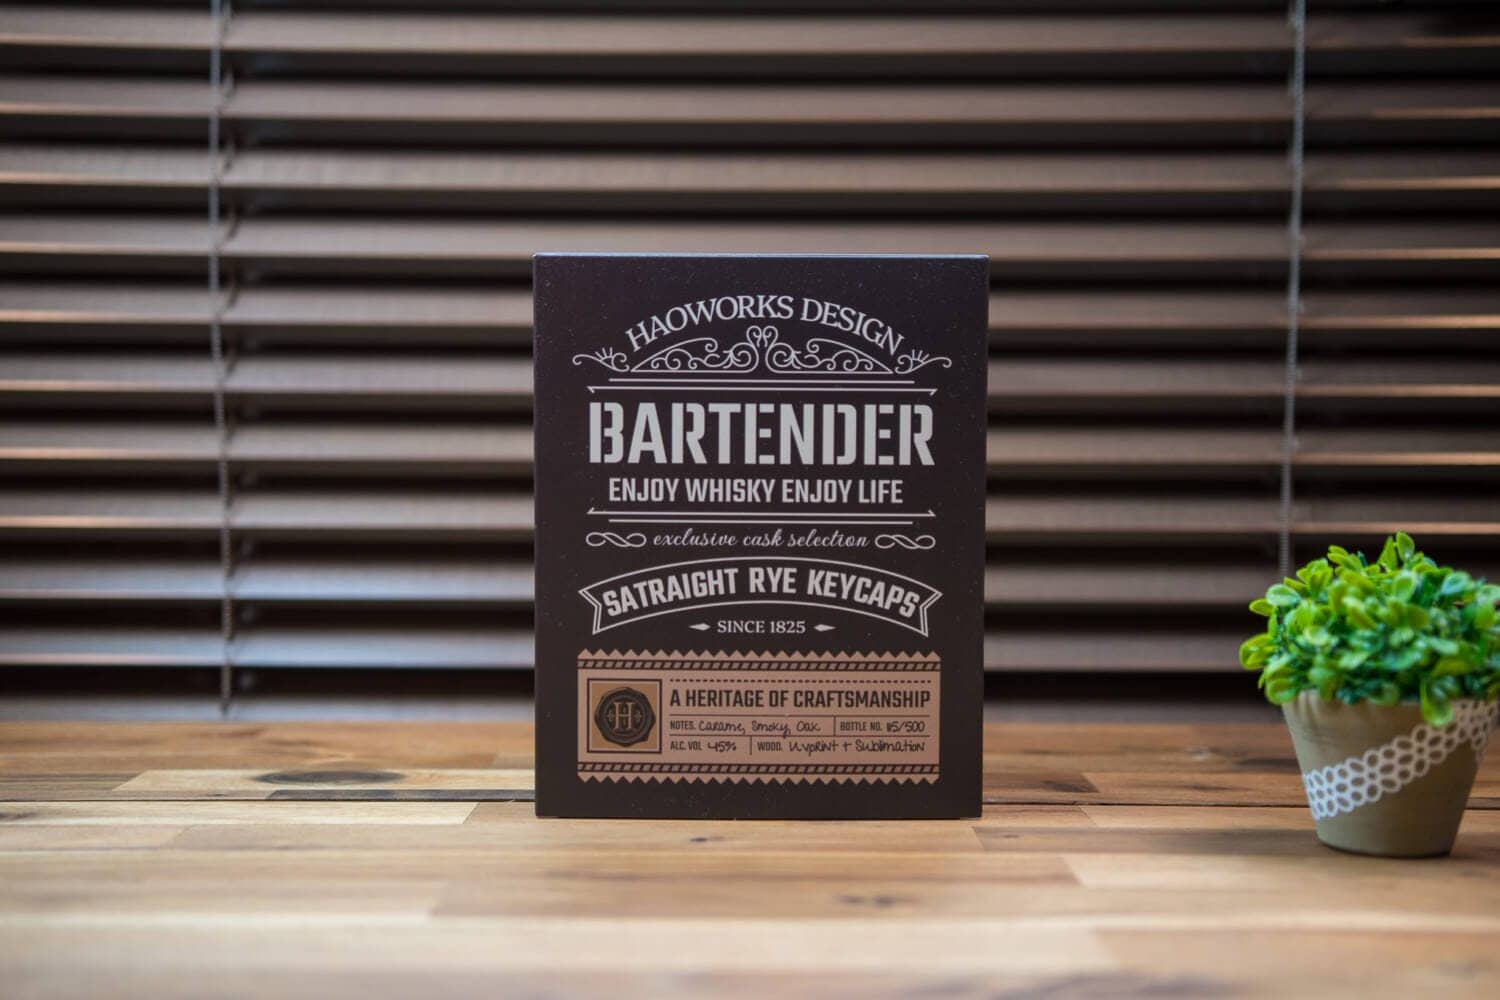 HAOWORKS DESIGN
BARTENDER
ENJOY WHISKY ENJOY LIFE
exclusive cask selection
SATRAIGHT RYE KEYCAPS
SINCE 1825
A HERITAGE OF CRAFTSMANSHIP
H
NOTES. Carame, Smoky, Oak BOTTLE NO. 115/500
ALC. VOL 45% WOOD. Uvprint + Sublimation